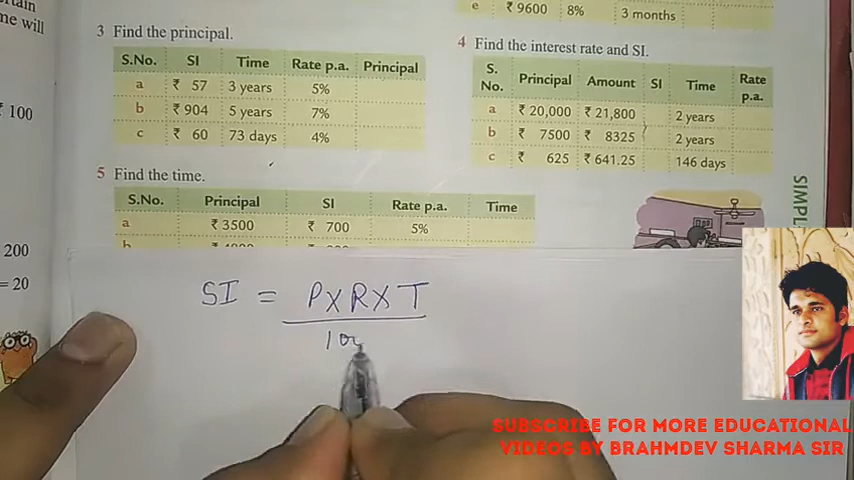 me will
₹ 100
200
= 20
e ₹ 9600 8% 3 months
3 Find the principal.
S.No. SI Time Rate p.a. Principal
a ₹ 57 3 years 5%
b ₹ 904 5 years 7%
c ₹ 60 73 days 4%
4 Find the interest rate and SI.
S. No. Principal Amount SI Time Rate p.a.
a ₹ 20,000 ₹ 21,800 2 years
b ₹ 7500 ₹ 8325 2 years
c ₹ 625 ₹ 641.25 146 days
5 Find the time.
S.No. Principal SI Rate p.a. Time
a ₹ 3500 ₹ 700 5%
b
SIMPL
SI = P X R X T
100
SUBSCRIBE FOR MORE EDUCATIONAL
VIDEOS BY BRAHMDEV SHARMA SIR